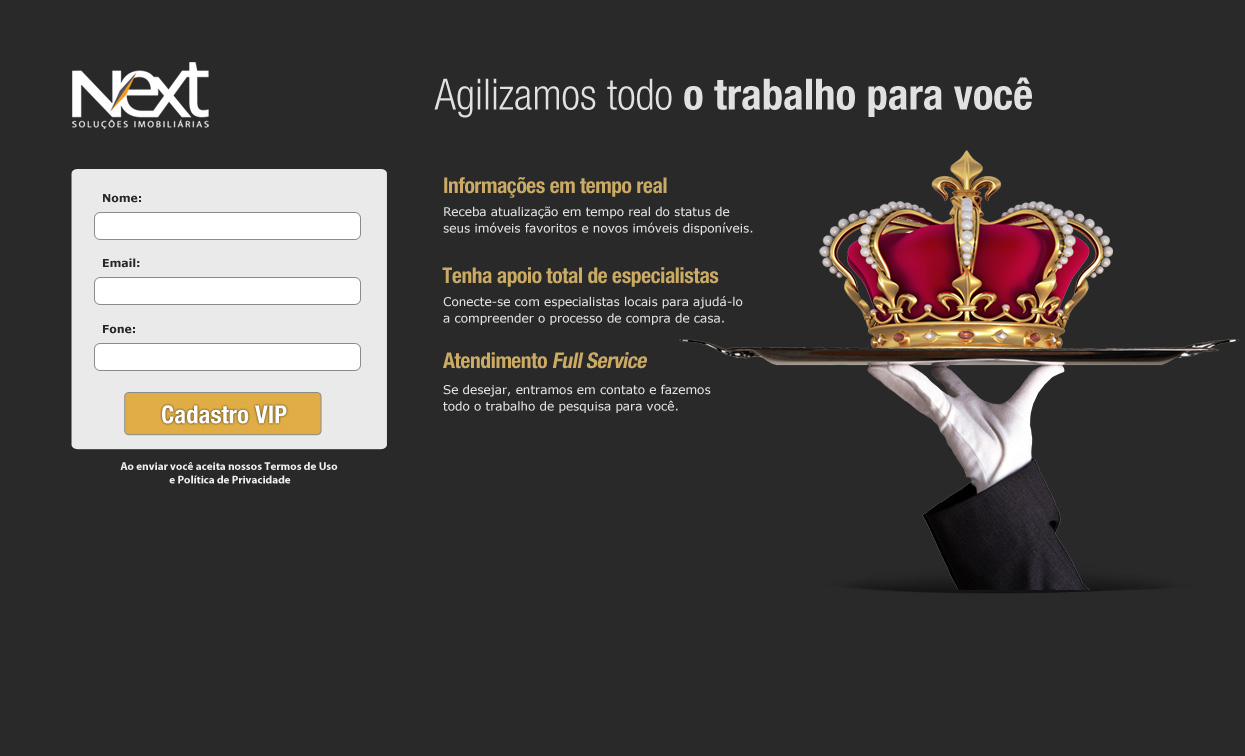 Next
SOLUÇÕES IMOBILIÁRIAS
Agilizamos todo o trabalho para você
Nome:
Email:
Fone:
Cadastro VIP
Ao enviar você aceita nossos Termos de Uso
e Política de Privacidade
Informações em tempo real
Receba atualização em tempo real do status de
seus imóveis favoritos e novos imóveis disponíveis.
Tenha apoio total de especialistas
Conecte-se com especialistas locais para ajudá-lo
a compreender o processo de compra de casa.
Atendimento Full Service
Se desejar, entramos em contato e fazemos
todo o trabalho de pesquisa para você.